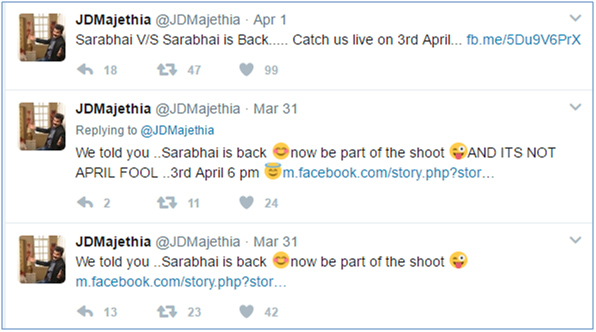 JDMajethia @JDMajethia · Apr 1
Sarabhai V/S Sarabhai is Back..... Catch us live on 3rd April... fb.me/5Du9V6PrX
18 47 99
JDMajethia @JDMajethia · Mar 31
Replying to @JDMajethia
We told you ..Sarabhai is back 😊now be part of the shoot 😜AND ITS NOT
APRIL FOOL ..3rd April 6 pm 😇m.facebook.com/story.php?stor…
2 11 24
JDMajethia @JDMajethia · Mar 31
We told you ..Sarabhai is back 😊now be part of the shoot 😜
m.facebook.com/story.php?stor…
13 23 42